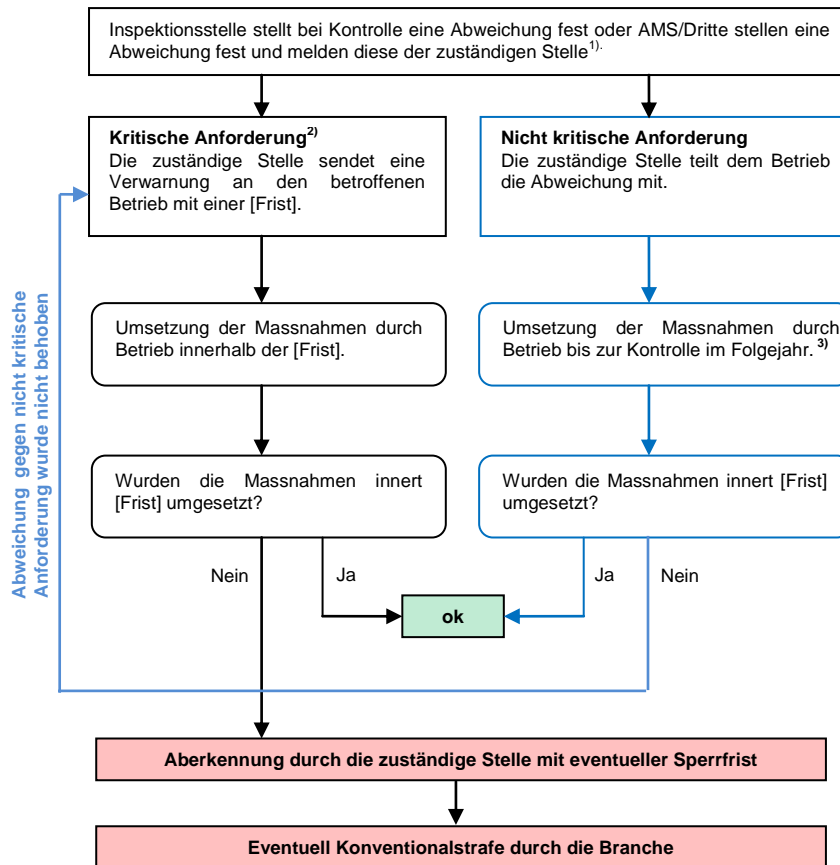 Inspektionsstelle stellt bei Kontrolle eine Abweichung fest oder AMS/Dritte stellen eine
Abweichung fest und melden diese der zuständigen Stelle1).
Kritische Anforderung2)
Die zuständige Stelle sendet eine
Verwarnung an den betroffenen
Betrieb mit einer [Frist].
Nicht kritische Anforderung
Die zuständige Stelle teilt dem Betrieb
die Abweichung mit.
Umsetzung der Massnahmen durch
Betrieb innerhalb der [Frist].
Umsetzung der Massnahmen durch
Betrieb bis zur Kontrolle im Folgejahr. 3)
Abweichung gegen nicht kritische
Anforderung wurde nicht behoben
Wurden die Massnahmen innert
[Frist] umgesetzt?
Wurden die Massnahmen innert [Frist]
umgesetzt?
Nein
Ja
Ja
Nein
ok
Aberkennung durch die zuständige Stelle mit eventueller Sperrfrist
Eventuell Konventionalstrafe durch die Branche